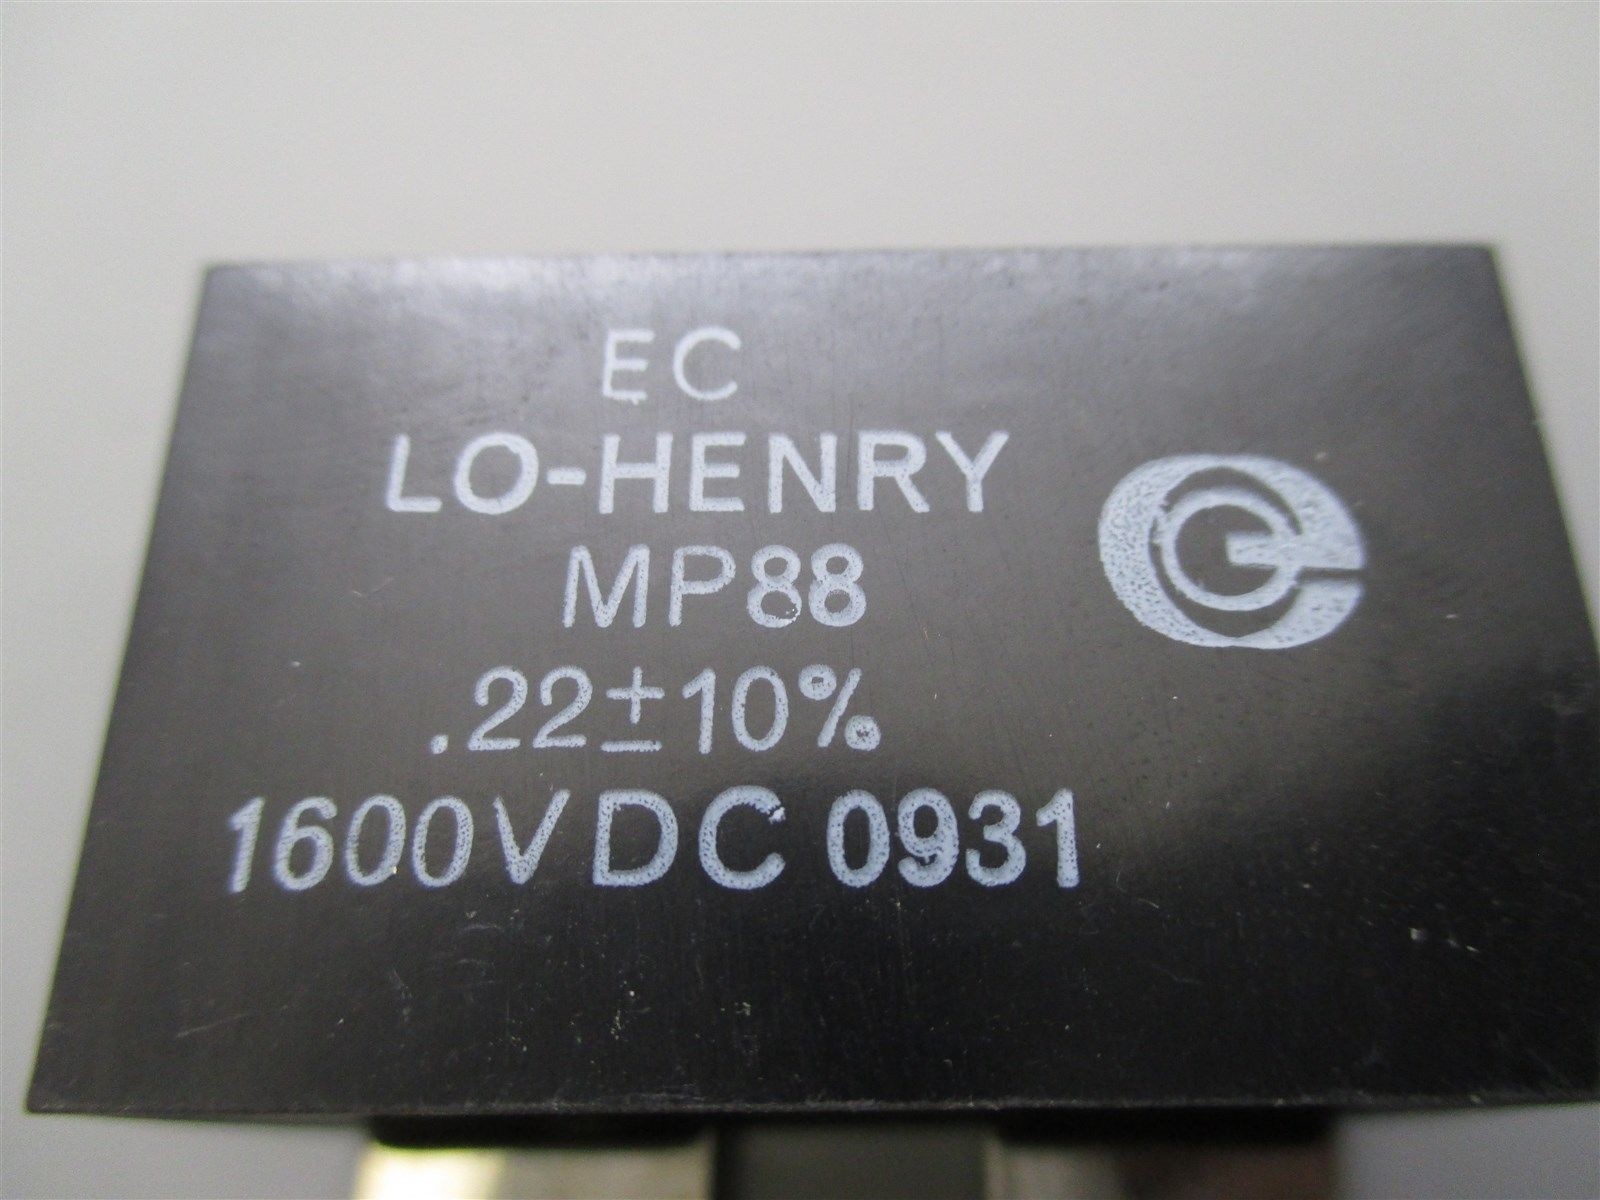 EC
LO-HENRY
MP88
.22±10%
1600VDC 0931